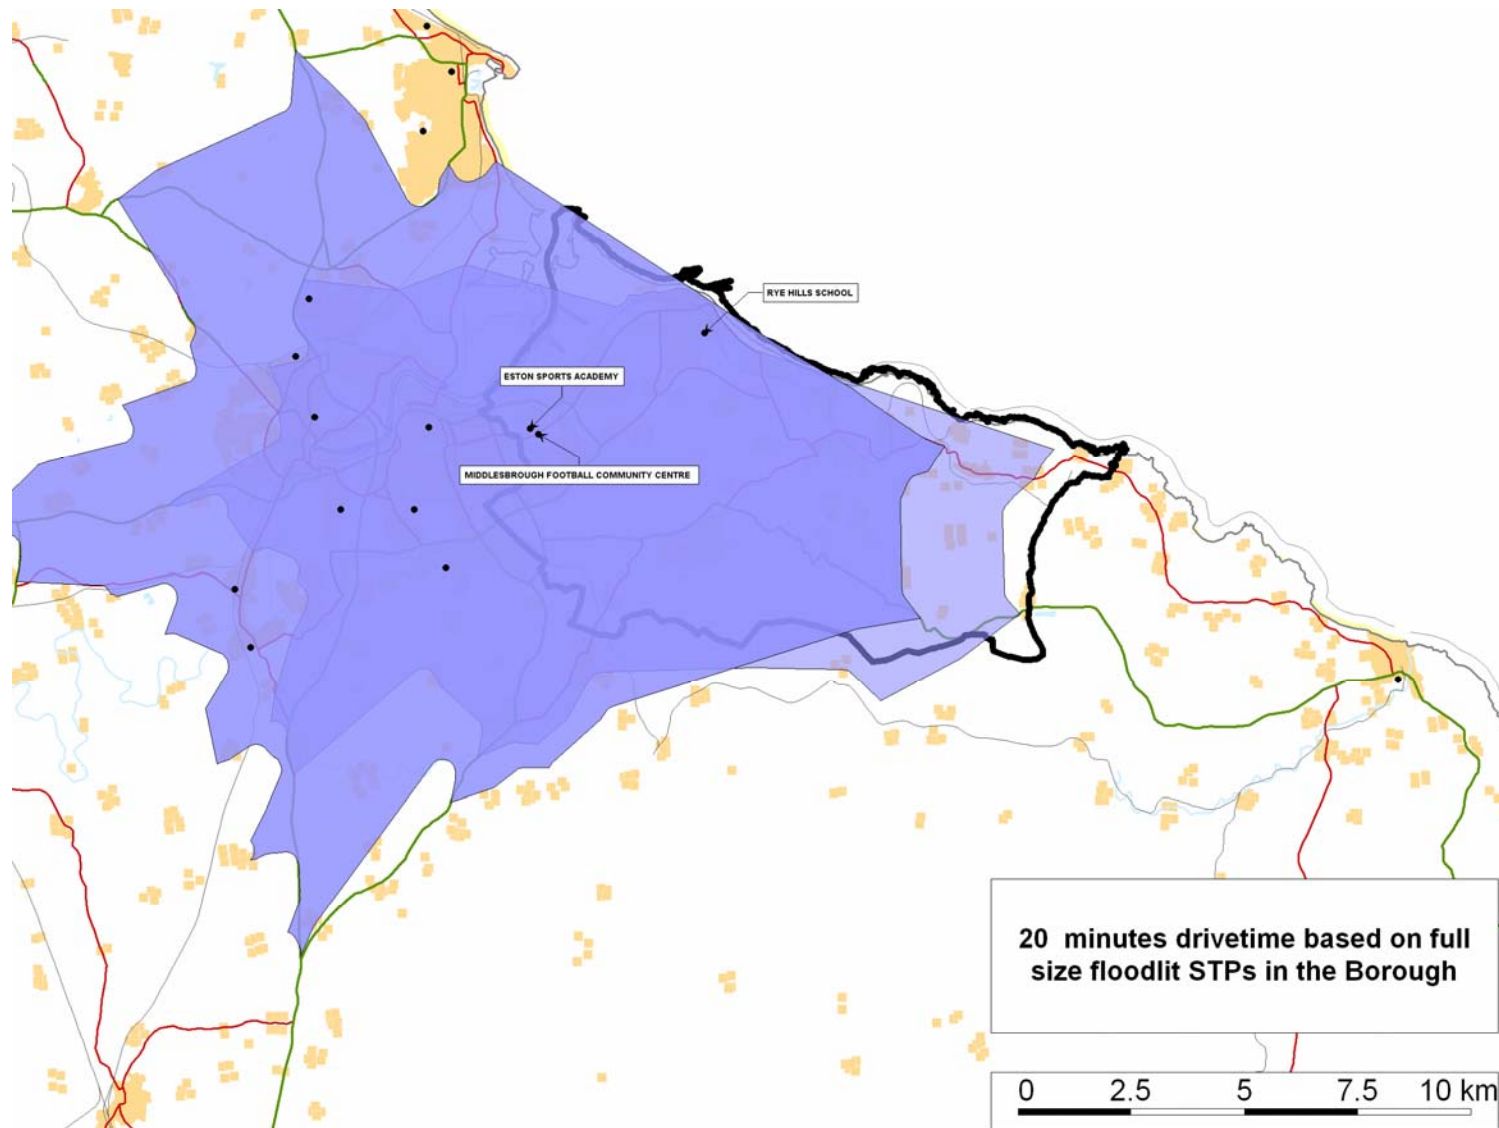 RYE HILLS SCHOOL
ESTON SPORTS ACADEMY
MIDDLESBROUGH FOOTBALL COMMUNITY CENTRE
20 minutes drivetime based on full
size floodlit STPs in the Borough
0 2.5 5 7.5 10 km